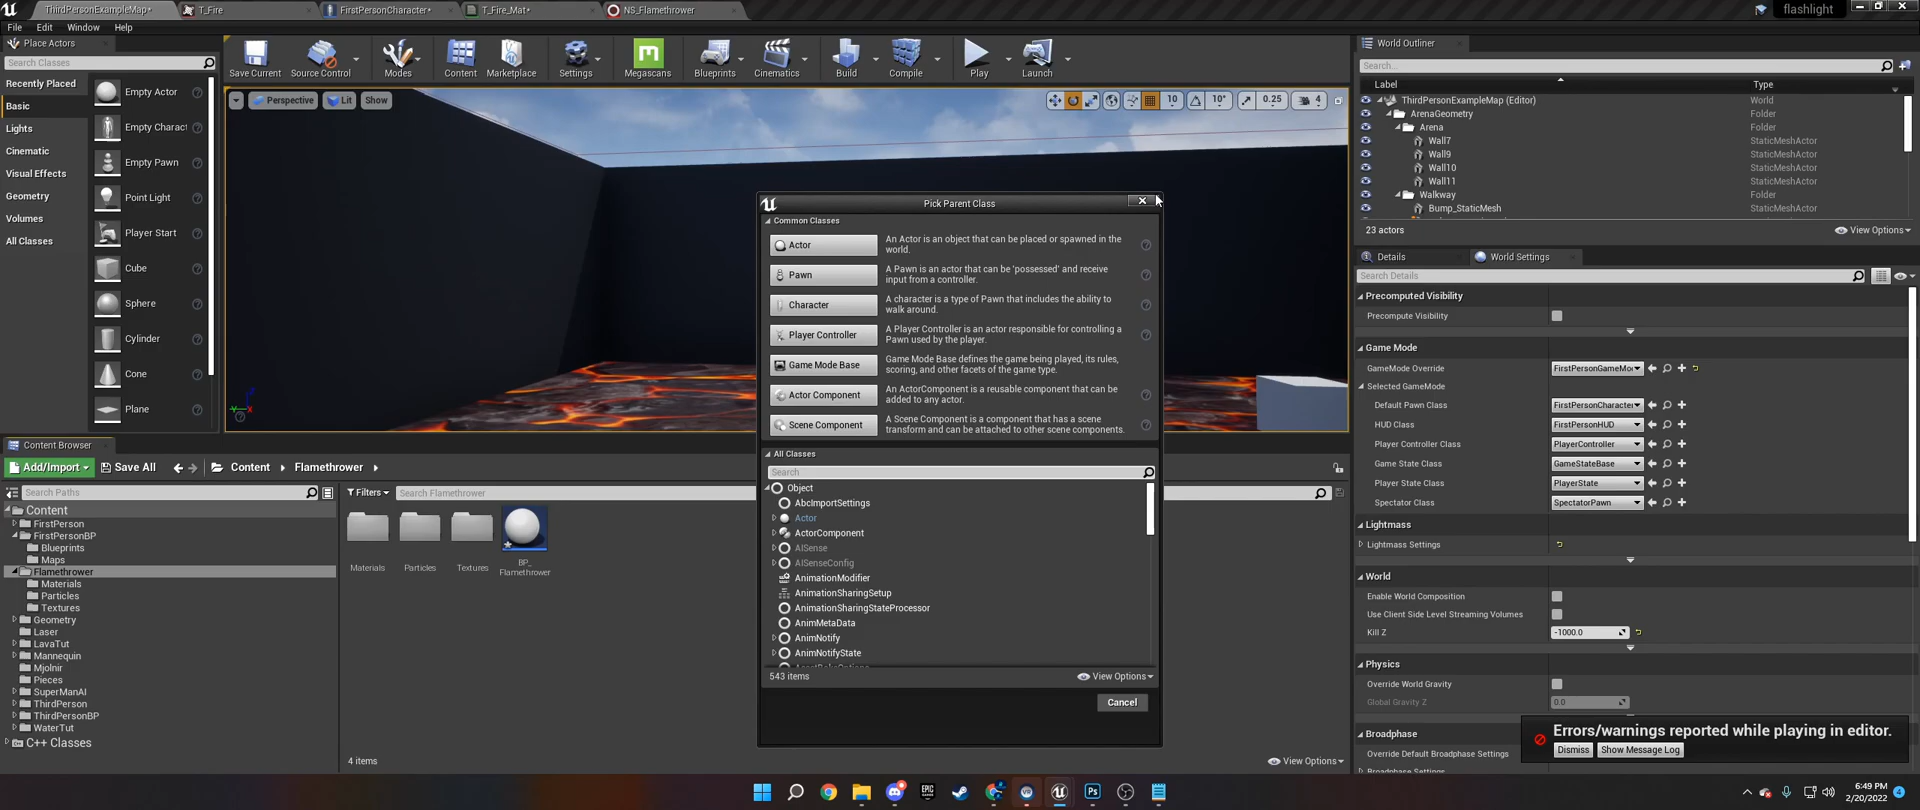 ThirdPersonExampleMap*
T_Fire
FirstPersonCharacter*
T_Fire_Mat*
NS_Flamethrower
flashlight
File Edit Window Help
Place Actors
Search Classes
Recently Placed
Basic
Lights
Cinematic
Visual Effects
Geometry
Volumes
All Classes
Empty Actor
Empty Charact
Empty Pawn
Point Light
Player Start
Cube
Sphere
Cylinder
Cone
Plane
Save Current
Source Control
Modes
Content
Marketplace
Settings
Megascans
Blueprints
Cinematics
Build
Compile
Play
Launch
Perspective
Lit
Show
10
10°
0.25
4
Pick Parent Class
Common Classes
Actor
An Actor is an object that can be placed or spawned in the
world.
Pawn
A Pawn is an actor that can be 'possessed' and receive
input from a controller.
Character
A character is a type of Pawn that includes the ability to
walk around.
Player Controller
A Player Controller is an actor responsible for controlling a
Pawn used by the player.
Game Mode Base
Game Mode Base defines the game being played, its rules,
scoring, and other facets of the game type.
Actor Component
An ActorComponent is a reusable component that can be
added to any actor.
Scene Component
A Scene Component is a component that has a scene
transform and can be attached to other scene components.
All Classes
Search
Object
AbcImportSettings
Actor
ActorComponent
AISense
AISenseConfig
AnimationModifier
AnimationSharingSetup
AnimationSharingStateProcessor
AnimMetaData
AnimNotify
AnimNotifyState
543 items
View Options
Cancel
Content Browser
Add/Import
Save All
Content
Flamethrower
Search Paths
Filters
Search Flamethrower
Content
FirstPerson
FirstPersonBP
Blueprints
Maps
Flamethrower
Materials
Particles
Textures
Geometry
Laser
LavaTut
Mannequin
Mjolnir
Pieces
SuperManAI
ThirdPerson
ThirdPersonBP
WaterTut
C++ Classes
Materials
Particles
Textures
BP_
Flamethrower
4 items
View Options
World Outliner
Search...
Label
Type
ThirdPersonExampleMap (Editor)
World
ArenaGeometry
Folder
Arena
Folder
Wall7
StaticMeshActor
Wall9
StaticMeshActor
Wall10
StaticMeshActor
Wall11
StaticMeshActor
Walkway
Folder
Bump_StaticMesh
StaticMeshActor
23 actors
View Options
Details
World Settings
Search Details
Precomputed Visibility
Precompute Visibility
Game Mode
GameMode Override
FirstPersonGameMo
Selected GameMode
Default Pawn Class
FirstPersonCharacter
HUD Class
FirstPersonHUD
Player Controller Class
PlayerController
Game State Class
GameStateBase
Player State Class
PlayerState
Spectator Class
SpectatorPawn
Lightmass
Lightmass Settings
World
Enable World Composition
Use Client Side Level Streaming Volumes
Kill Z
-1000.0
Physics
Override World Gravity
Global Gravity Z
0.0
Broadphase
Override Default Broadphase Settings
Errors/warnings reported while playing in editor.
Dismiss
Show Message Log
6:49 PM
2/20/2022